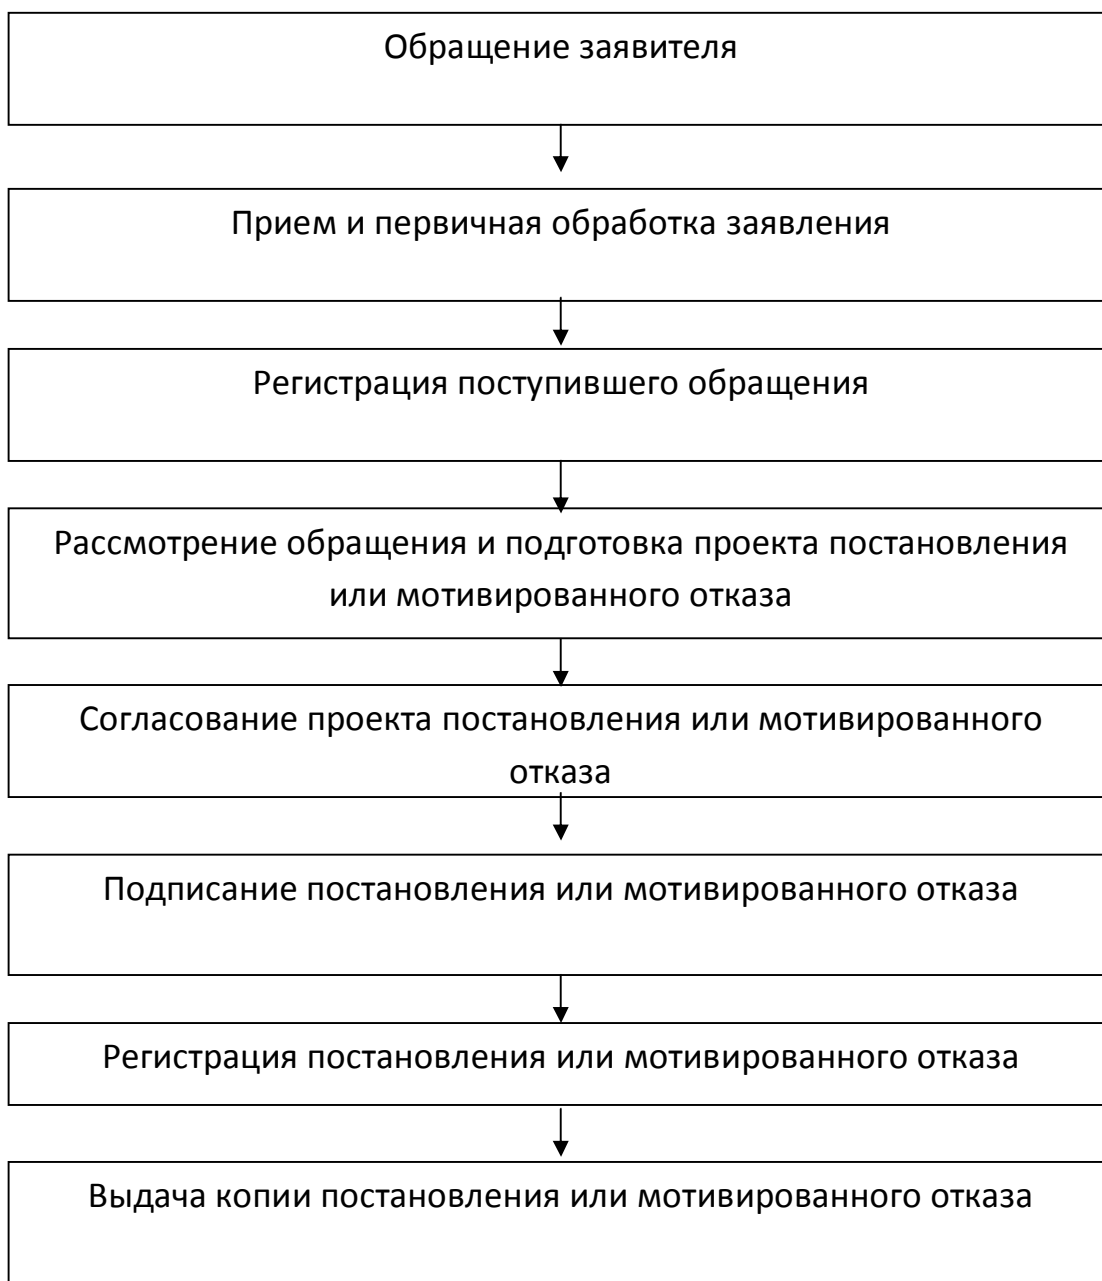 Обращение заявителя
Прием и первичная обработка заявления
Регистрация поступившего обращения
Рассмотрение обращения и подготовка проекта постановления
или мотивированного отказа
Согласование проекта постановления или мотивированного
отказа
Подписание постановления или мотивированного отказа
Регистрация постановления или мотивированного отказа
Выдача копии постановления или мотивированного отказа